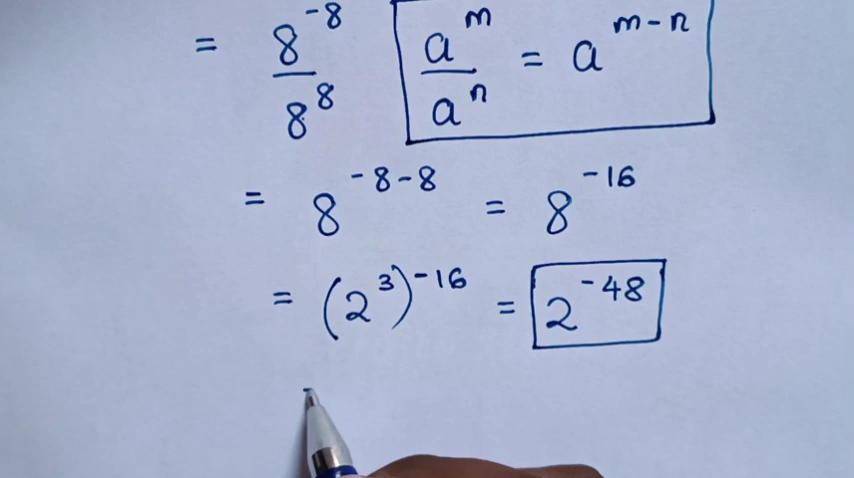 = 8^-8 / 8^8   a^m / a^n = a^m-n
= 8^-8-8 = 8^-16
= (2^3)^-16 = 2^-48